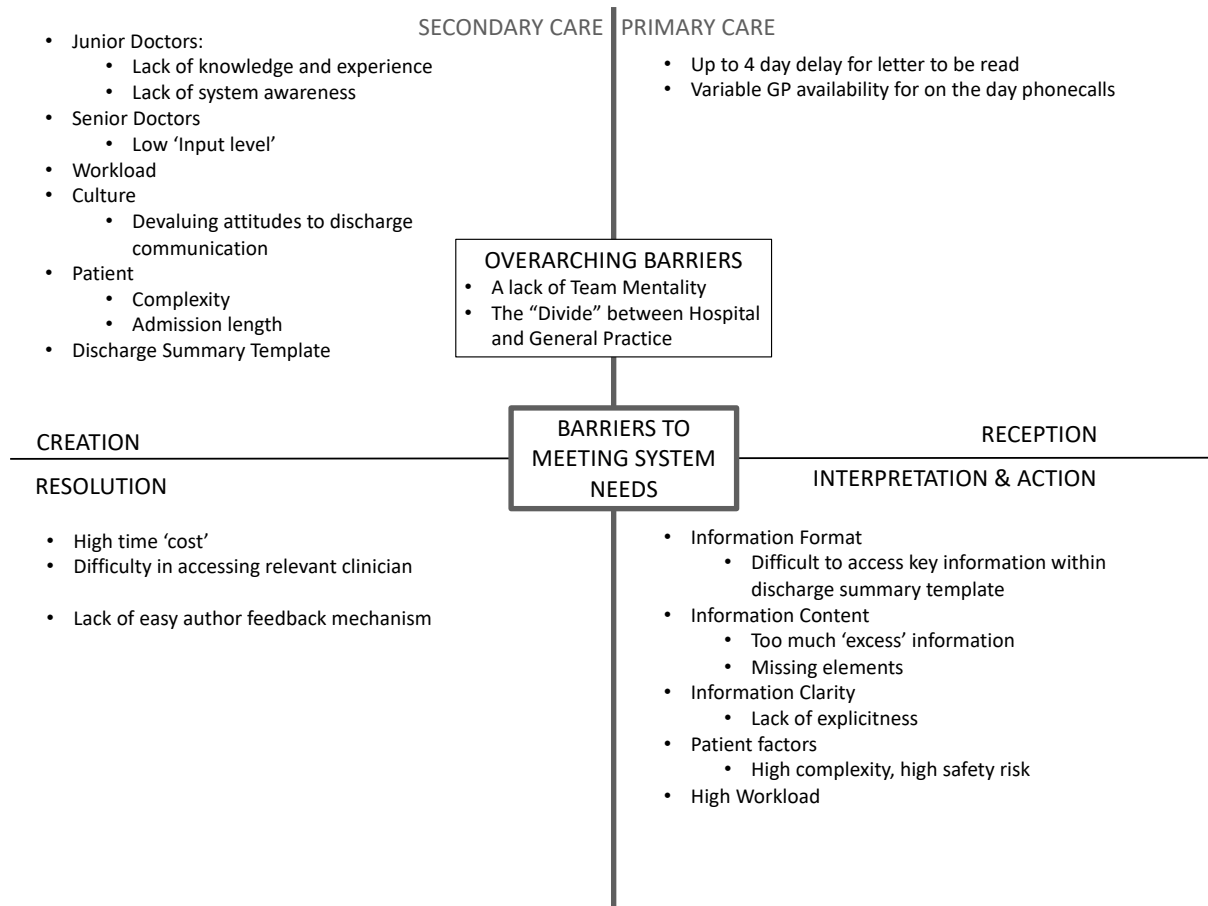 SECONDARY CARE
PRIMARY CARE
• Junior Doctors:
• Lack of knowledge and experience
• Lack of system awareness
• Senior Doctors
• Low ‘Input level’
• Workload
• Culture
• Devaluing attitudes to discharge
communication
• Patient
• Complexity
• Admission length
• Discharge Summary Template
• Up to 4 day delay for letter to be read
• Variable GP availability for on the day phonecalls
OVERARCHING BARRIERS
• A lack of Team Mentality
• The “Divide” between Hospital
and General Practice
BARRIERS TO
MEETING SYSTEM
NEEDS
CREATION
RECEPTION
RESOLUTION
INTERPRETATION & ACTION
• High time ‘cost’
• Difficulty in accessing relevant clinician
• Lack of easy author feedback mechanism
• Information Format
• Difficult to access key information within
discharge summary template
• Information Content
• Too much ‘excess’ information
• Missing elements
• Information Clarity
• Lack of explicitness
• Patient factors
• High complexity, high safety risk
• High Workload